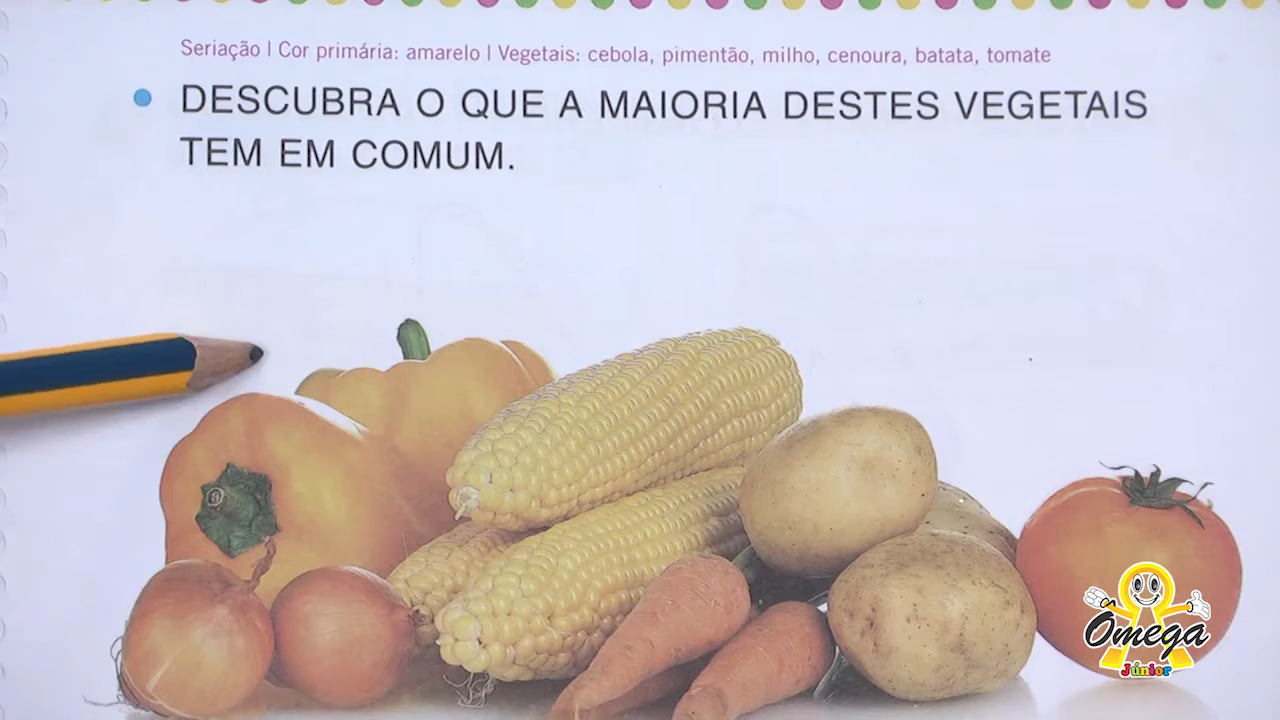 Seriação | Cor primária: amarelo | Vegetais: cebola, pimentão, milho, cenoura, batata, tomate
DESCUBRA O QUE A MAIORIA DESTES VEGETAIS
TEM EM COMUM.
Omega
Júnior